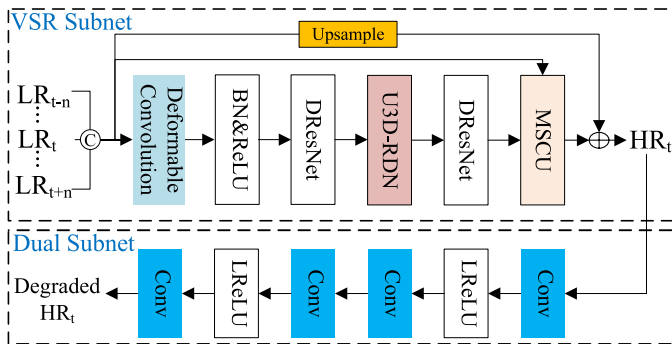 VSR Subnet
Upsample
LRt-n
LRt
LRt+n
C
Deformable
Convolution
BN&ReLU
DResNet
U3D-RDN
DResNet
MSCU
HRt
Dual Subnet
Degraded
HRt
Conv
LReLU
Conv
Conv
LReLU
Conv